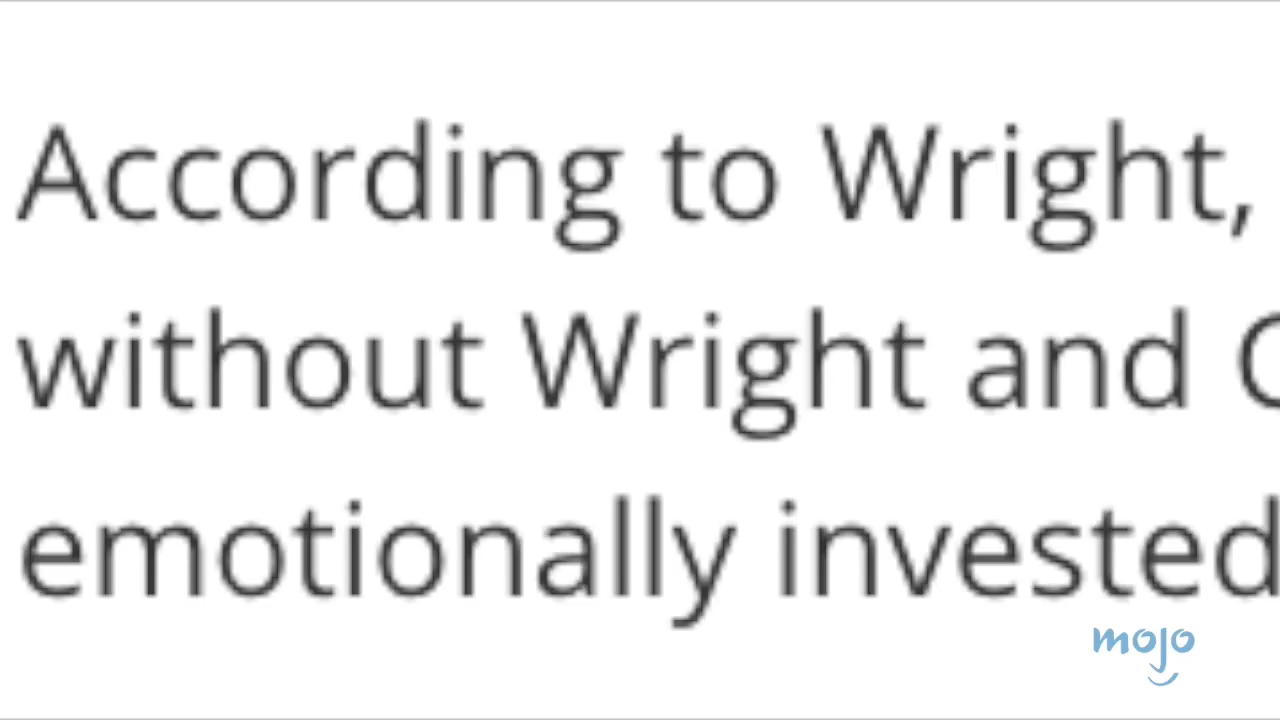 According to Wright,
without Wright and
emotionally invested
mojo